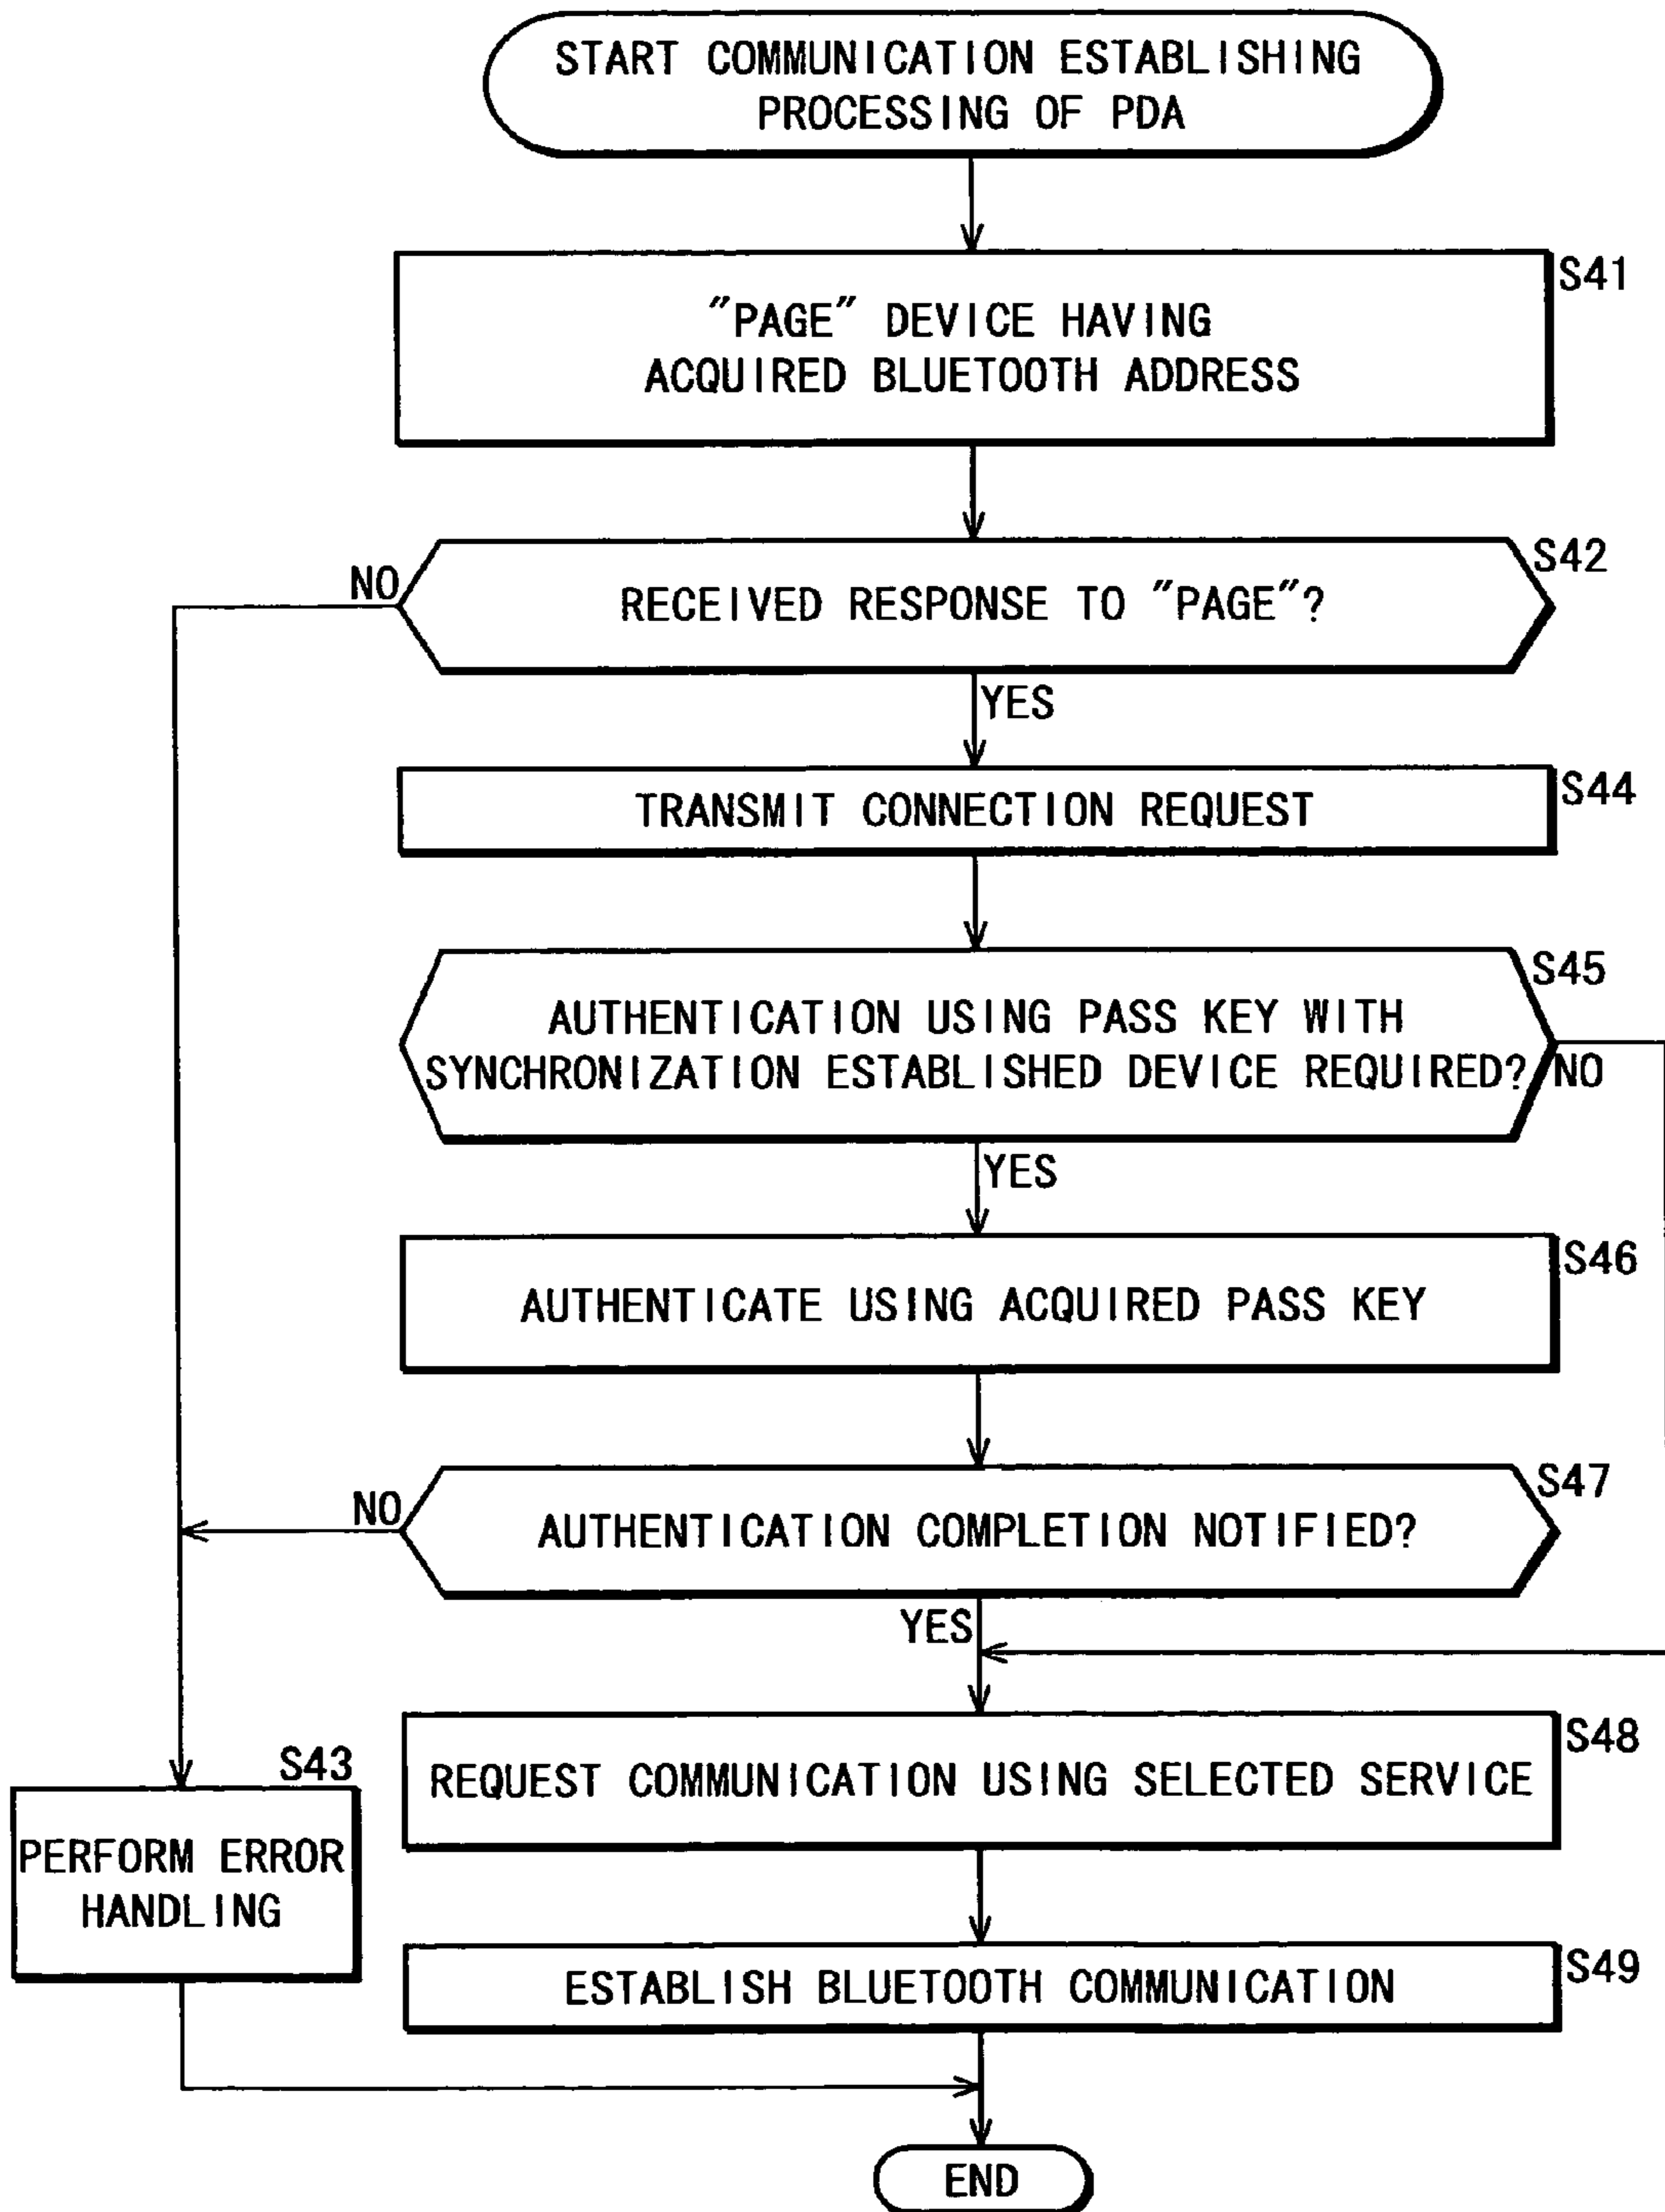 START COMMUNICATION ESTABLISHING
PROCESSING OF PDA
S41
"PAGE" DEVICE HAVING
ACQUIRED BLUETOOTH ADDRESS
S42
NO
RECEIVED RESPONSE TO "PAGE"?
YES
S44
TRANSMIT CONNECTION REQUEST
S45
AUTHENTICATION USING PASS KEY WITH
SYNCHRONIZATION ESTABLISHED DEVICE REQUIRED?
NO
YES
S46
AUTHENTICATE USING ACQUIRED PASS KEY
S47
NO
AUTHENTICATION COMPLETION NOTIFIED?
YES
S48
REQUEST COMMUNICATION USING SELECTED SERVICE
S43
PERFORM ERROR
HANDLING
S49
ESTABLISH BLUETOOTH COMMUNICATION
END